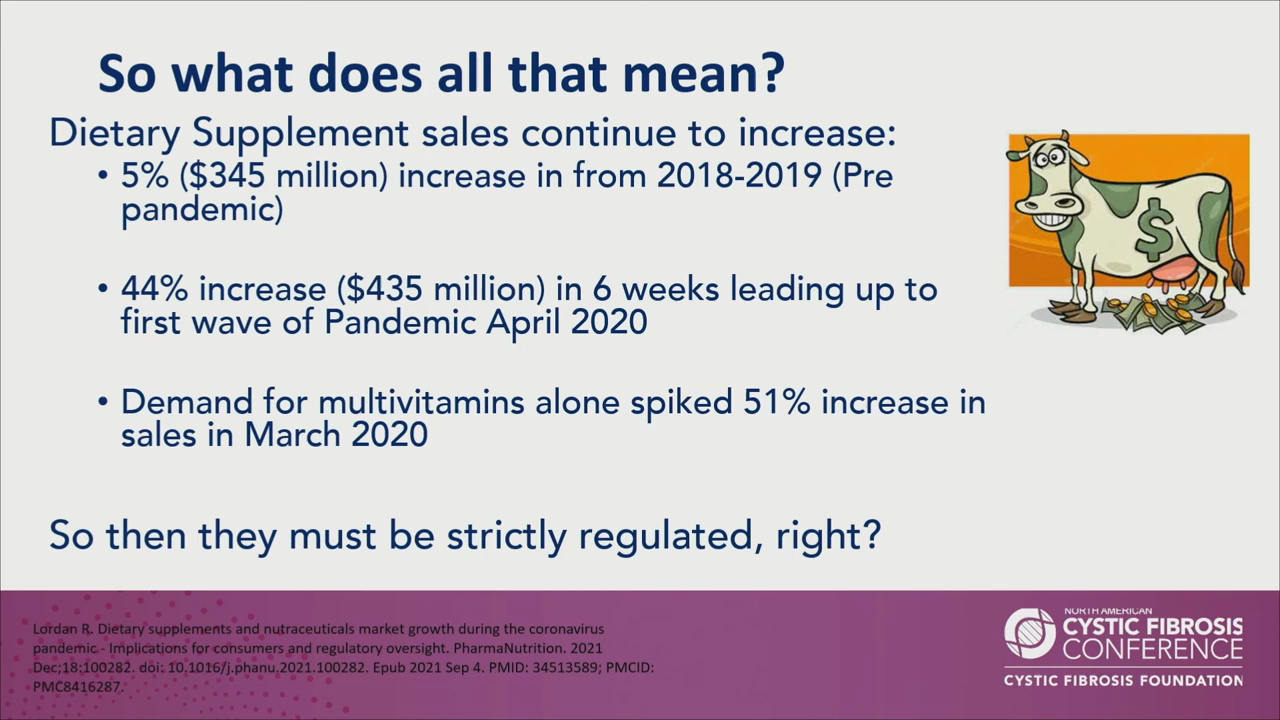 So what does all that mean?
Dietary Supplement sales continue to increase:
• 5% ($345 million) increase in from 2018-2019 (Pre
pandemic)
• 44% increase ($435 million) in 6 weeks leading up to
first wave of Pandemic April 2020
• Demand for multivitamins alone spiked 51% increase in
sales in March 2020
So then they must be strictly regulated, right?
$
Lordan R. Dietary supplements and nutraceuticals market growth during the coronavirus
pandemic - Implications for consumers and regulatory oversight. PharmaNutrition. 2021
Dec;18:100282. doi: 10.1016/j.phanu.2021.100282. Epub 2021 Sep 4. PMID: 34513589; PMCID:
PMC8416287.
NORTH AMERICAN
CYSTIC FIBROSIS
CONFERENCE
CYSTIC FIBROSIS FOUNDATION